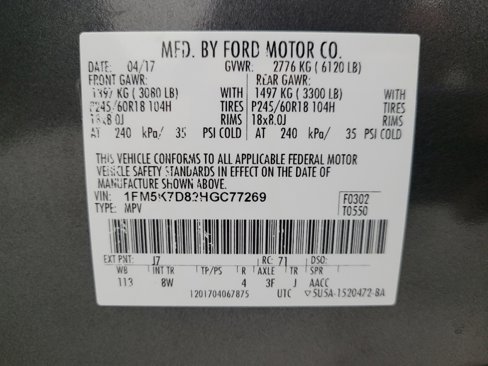 MFD. BY FORD MOTOR CO.
DATE: 04/17 GVWR: 2776 KG ( 6120 LB)
FRONT GAWR: REAR GAWR:
1397 KG ( 3080 LB) WITH 1497 KG ( 3300 LB) WITH
P245/60R18 104H TIRES P245/60R18 104H TIRES
18x8.0J RIMS 18x8.0J RIMS
AT 240 kPa/ 35 PSI COLD AT 240 kPa/ 35 PSI COLD
THIS VEHICLE CONFORMS TO ALL APPLICABLE FEDERAL MOTOR
VEHICLE SAFETY STANDARDS IN EFFECT ON THE DATE OF
MANUFACTURE SHOWN ABOVE.
VIN: F0302
TYPE: MPV T0550
EXT PNT: J7 RC: 71 DSO:
WB INT TR TP/PS R AXLE TR SPR
113 8W 4 3F J AACC
1201704067875 UTC ▽5U5A-1520472-BA